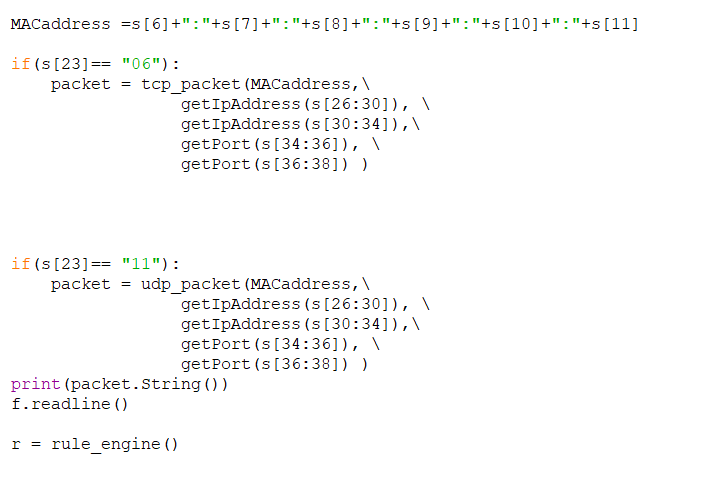 MACaddress =s[6]+":"+s[7]+":"+s[8]+":"+s[9]+":"+s[10]+":"+s[11]

if(s[23]== "06"):
    packet = tcp_packet(MACaddress,\
                 getIpAddress(s[26:30]), \
                 getIpAddress(s[30:34]),\
                 getPort(s[34:36]), \
                 getPort(s[36:38]) )

if(s[23]== "11"):
    packet = udp_packet(MACaddress,\
                 getIpAddress(s[26:30]), \
                 getIpAddress(s[30:34]),\
                 getPort(s[34:36]), \
                 getPort(s[36:38]) )
print(packet.String())
f.readline()

r = rule_engine()